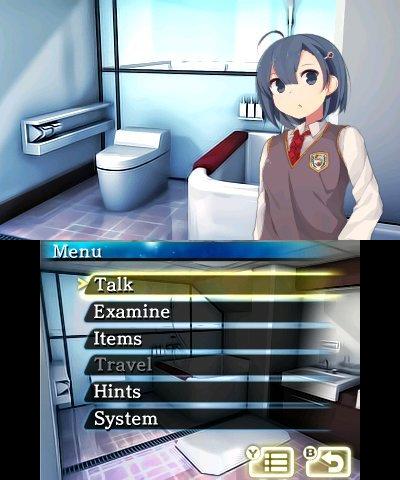 Menu
Talk
Examine
Items
Travel
Hints
System
Y
B